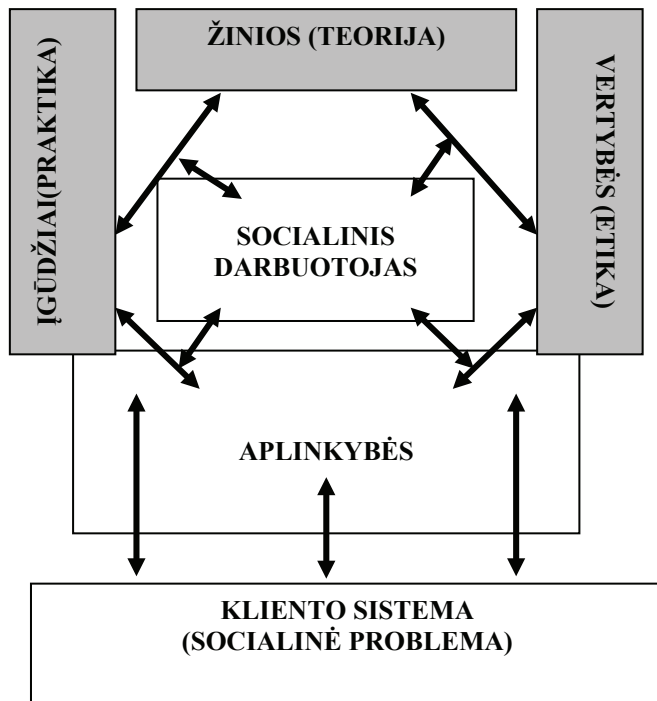 ŽINIOS (TEORIJA)
ĮGŪDŽIAI(PRAKTIKA)
VERTYBĖS (ETIKA)
SOCIALINIS
DARBUOTOJAS
APLINKYBĖS
KLIENTO SISTEMA
(SOCIALINĖ PROBLEMA)